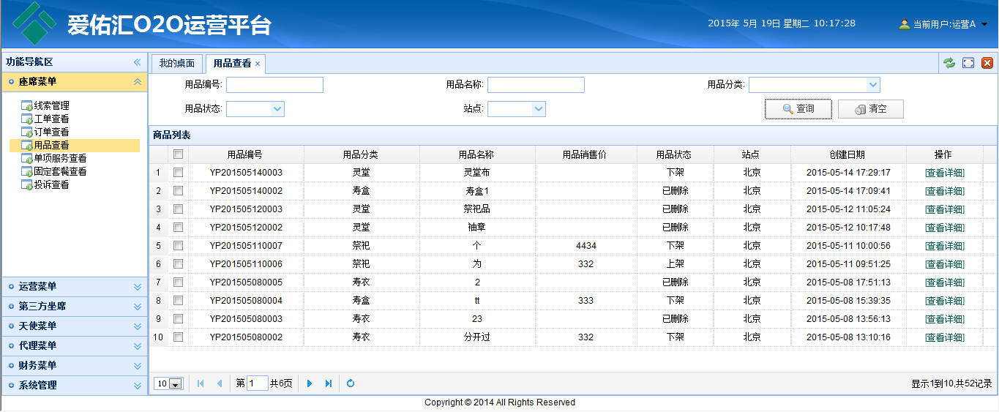 爱佑汇O2O运营平台
2015年 5月 19日 星期二 10:17:28
当前用户:运营A
功能导航区
座席菜单
线索管理
工单查看
订单查看
用品查看
单项服务查看
固定套餐查看
投诉查看
运营菜单
第三方坐席
天使菜单
代理菜单
财务菜单
系统管理
我的桌面 用品查看 ×
用品编号: 用品名称: 用品分类:
用品状态: 站点: 查询 清空
商品列表
用品编号 用品分类 用品名称 用品销售价 用品状态 站点 创建日期 操作
1 YP201505140003 灵堂 灵堂布 下架 北京 2015-05-14 17:29:17 [查看详细]
2 YP201505140002 寿盒 寿盒1 已删除 北京 2015-05-14 17:09:41 [查看详细]
3 YP201505120003 灵堂 祭祀品 已删除 北京 2015-05-12 11:05:24 [查看详细]
4 YP201505120002 灵堂 袖章 已删除 北京 2015-05-12 10:17:48 [查看详细]
5 YP201505110007 祭祀 个 4434 下架 北京 2015-05-11 10:00:56 [查看详细]
6 YP201505110006 祭祀 为 332 上架 北京 2015-05-11 09:51:25 [查看详细]
7 YP201505080005 寿衣 2 已删除 北京 2015-05-08 17:51:13 [查看详细]
8 YP201505080004 寿盒 tt 333 下架 北京 2015-05-08 15:39:35 [查看详细]
9 YP201505080003 寿衣 23 已删除 北京 2015-05-08 13:56:13 [查看详细]
10 YP201505080002 寿衣 分开过 332 下架 北京 2015-05-08 13:10:16 [查看详细]
10 第 1 共6页 显示1到10,共52记录
Copyright © 2014 All Rights Reserved